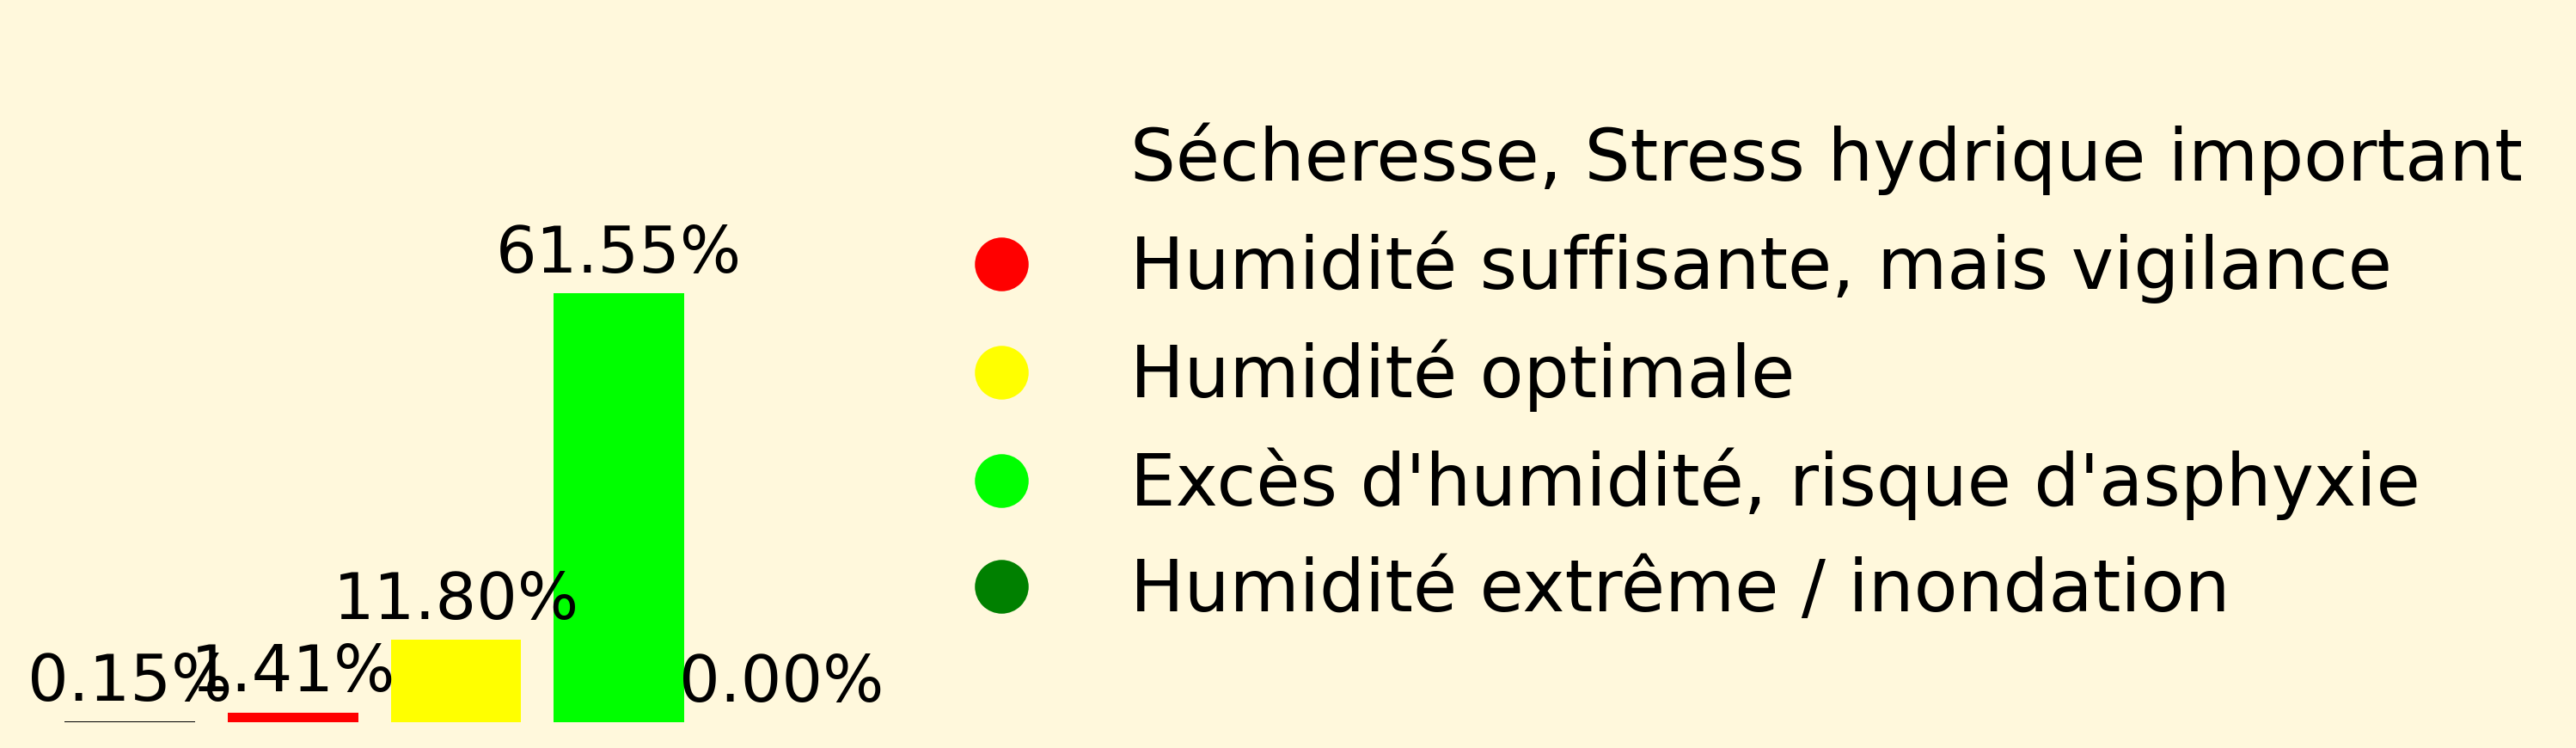 Sécheresse, Stress hydrique important
Humidité suffisante, mais vigilance
Humidité optimale
Excès d'humidité, risque d'asphyxie
Humidité extrême / inondation
61.55%
11.80%
0.15%
1.41%
0.00%